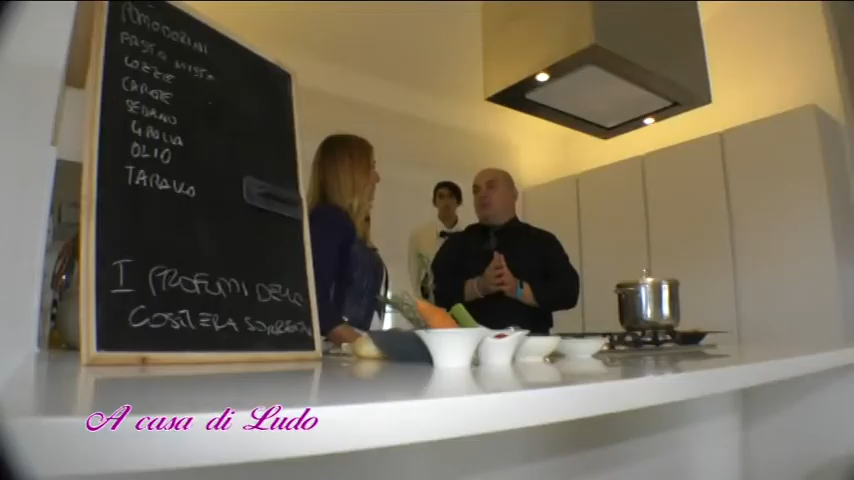 POMODORINI
PASTA MISTA
COZZE
CAROTE
SEDANO
CIPOLLA
OLIO
TARALLO
I PROFUMI DELLA
COSTIERA SORRENTINA
A casa di Ludo